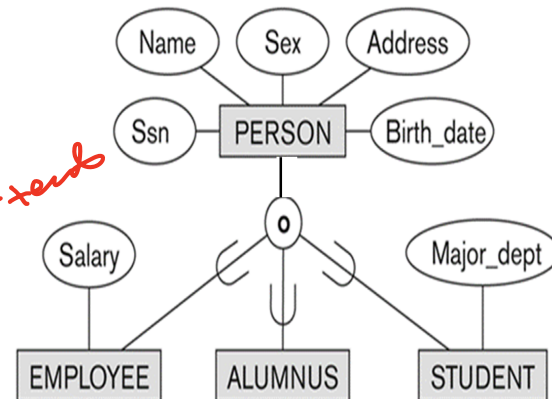 Name Sex Address
Ssn PERSON Birth_date
o
Salary Major_dept
EMPLOYEE ALUMNUS STUDENT